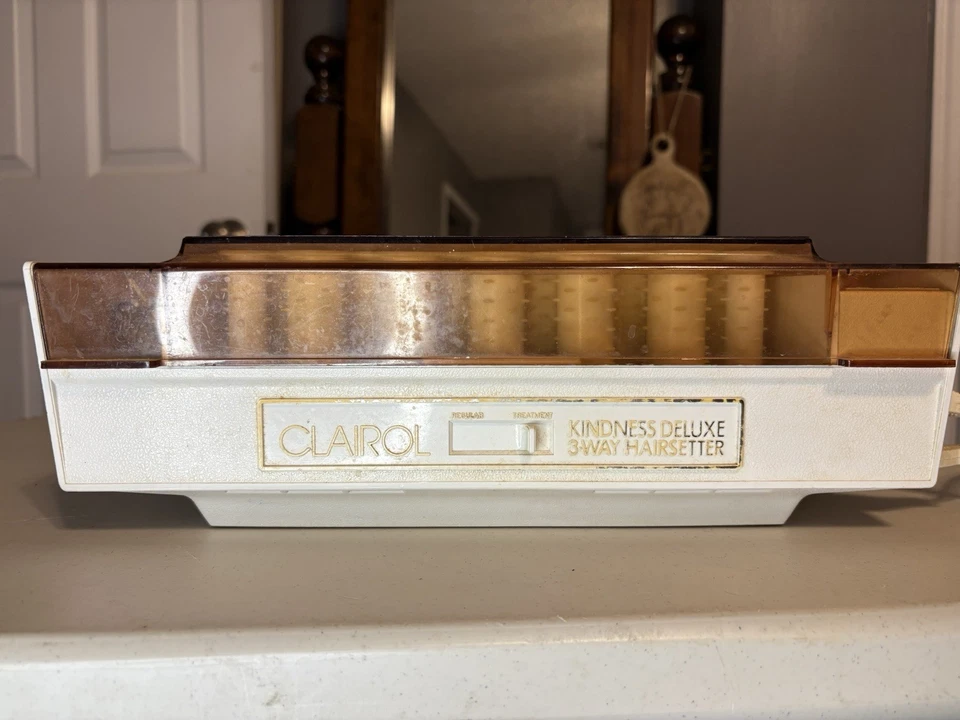 CLAIROL
REGULAR TREATMENT
KINDNESS DELUXE
3-WAY HAIRSETTER